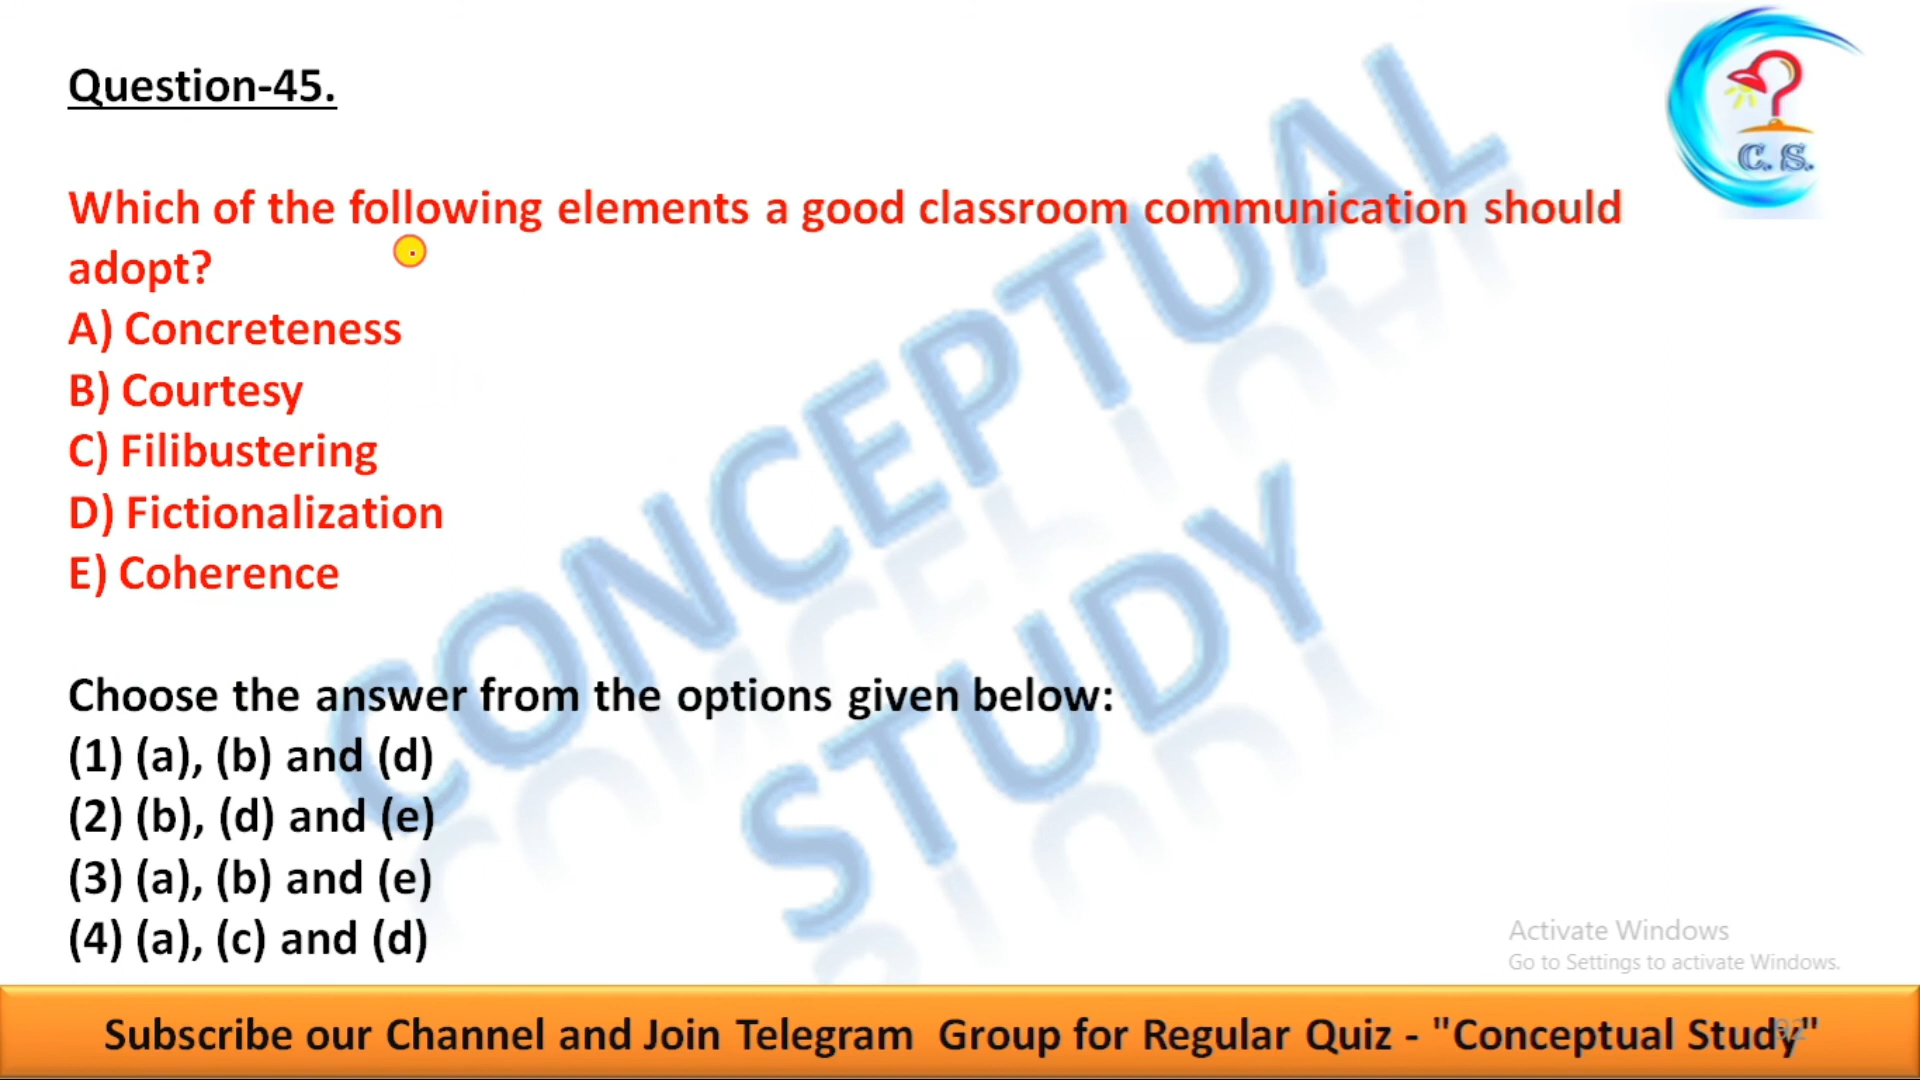 Question-45.
C. S.
Which of the following elements a good classroom communication should
adopt?
A) Concreteness
B) Courtesy
C) Filibustering
D) Fictionalization
E) Coherence
CONCEPTUAL
STUDY
Choose the answer from the options given below:
(1) (a), (b) and (d)
(2) (b), (d) and (e)
(3) (a), (b) and (e)
(4) (a), (c) and (d)
Activate Windows
Go to Settings to activate Windows.
Subscribe our Channel and Join Telegram Group for Regular Quiz - "Conceptual Study"